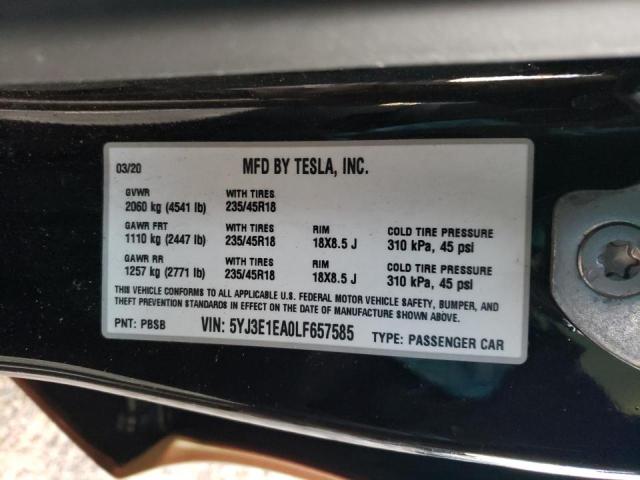 03/20 MFD BY TESLA, INC.
GVWR WITH TIRES
2060 kg (4541 lb) 235/45R18
GAWR FRT WITH TIRES RIM COLD TIRE PRESSURE
1110 kg (2447 lb) 235/45R18 18X8.5 J 310 kPa, 45 psi
GAWR RR WITH TIRES RIM COLD TIRE PRESSURE
1257 kg (2771 lb) 235/45R18 18X8.5 J 310 kPa, 45 psi
THIS VEHICLE CONFORMS TO ALL APPLICABLE U.S. FEDERAL MOTOR VEHICLE SAFETY, BUMPER, AND
THEFT PREVENTION STANDARDS IN EFFECT ON THE DATE OF MANUFACTURE SHOWN ABOVE.
PNT: PBSB VIN: 5YJ3E1EA0LF657585 TYPE: PASSENGER CAR